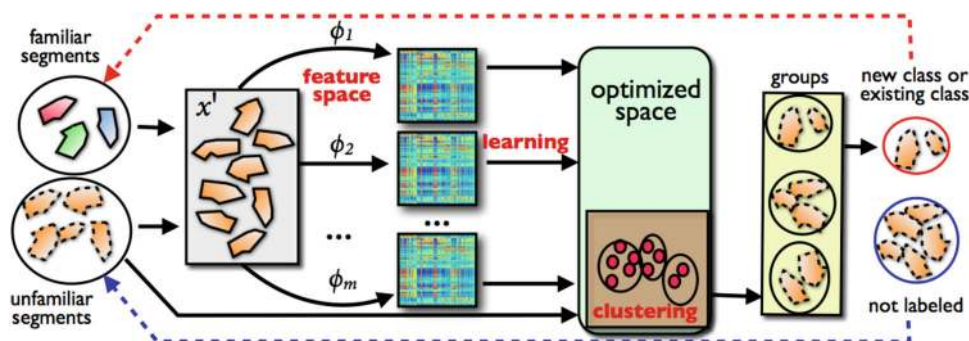 familiar
segments
x'
ϕ1
feature
space
ϕ2
learning
...
...
ϕm
optimized
space
clustering
groups
new class or
existing class
not labeled
unfamiliar
segments